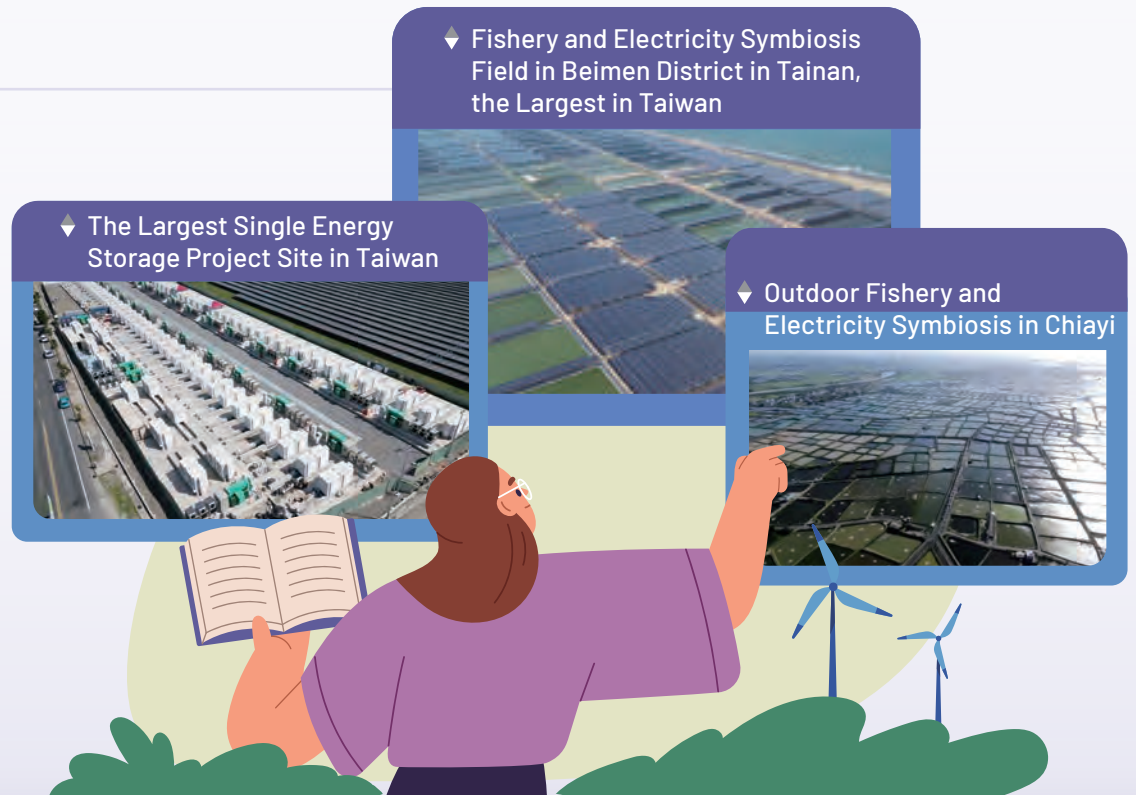 Fishery and Electricity Symbiosis
Field in Beimen District in Tainan,
the Largest in Taiwan
The Largest Single Energy
Storage Project Site in Taiwan
Outdoor Fishery and
Electricity Symbiosis in Chiayi